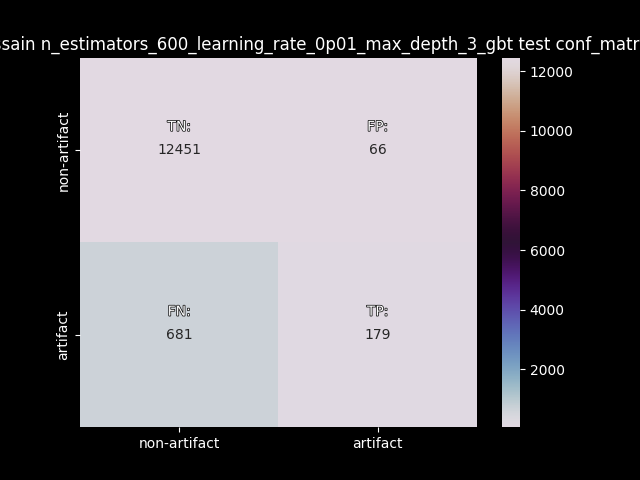 ssain n_estimators_600_learning_rate_0p01_max_depth_3_gbt test conf_matr
non-artifact
artifact
TN:
12451
FP:
66
FN:
681
TP:
179
non-artifact
artifact
12000
10000
8000
6000
4000
2000